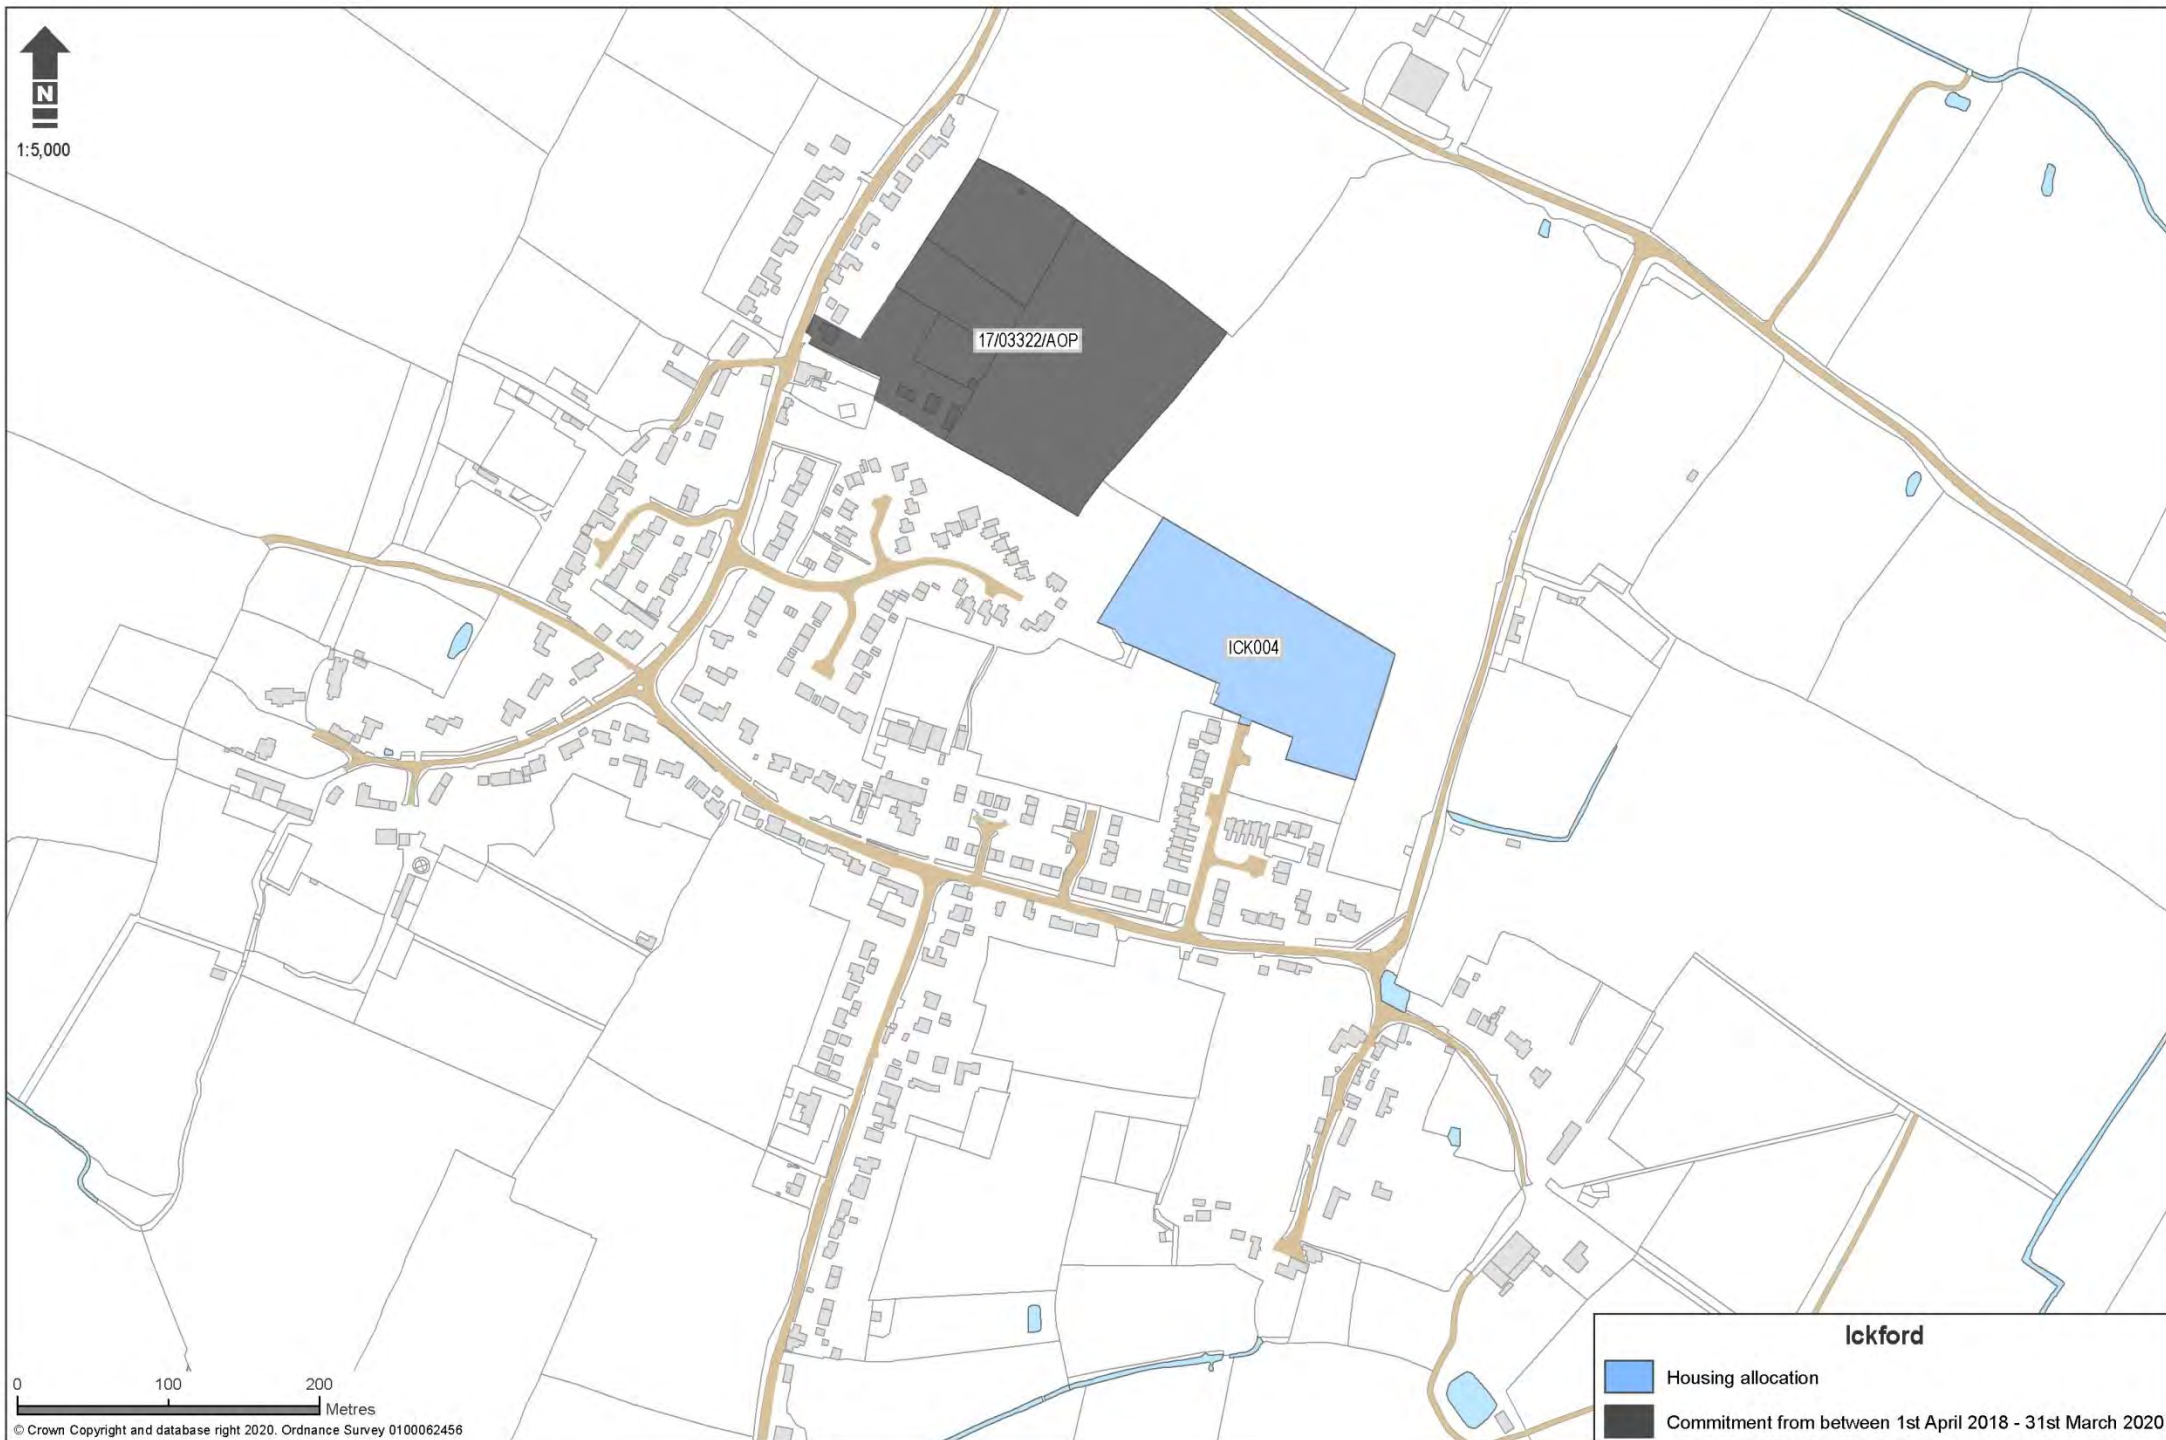 N
1:5,000
17/03322/AOP
ICK004
Ickford
Housing allocation
Commitment from between 1st April 2018 - 31st March 2020
0 100 200
Metres
© Crown Copyright and database right 2020. Ordnance Survey 0100062456